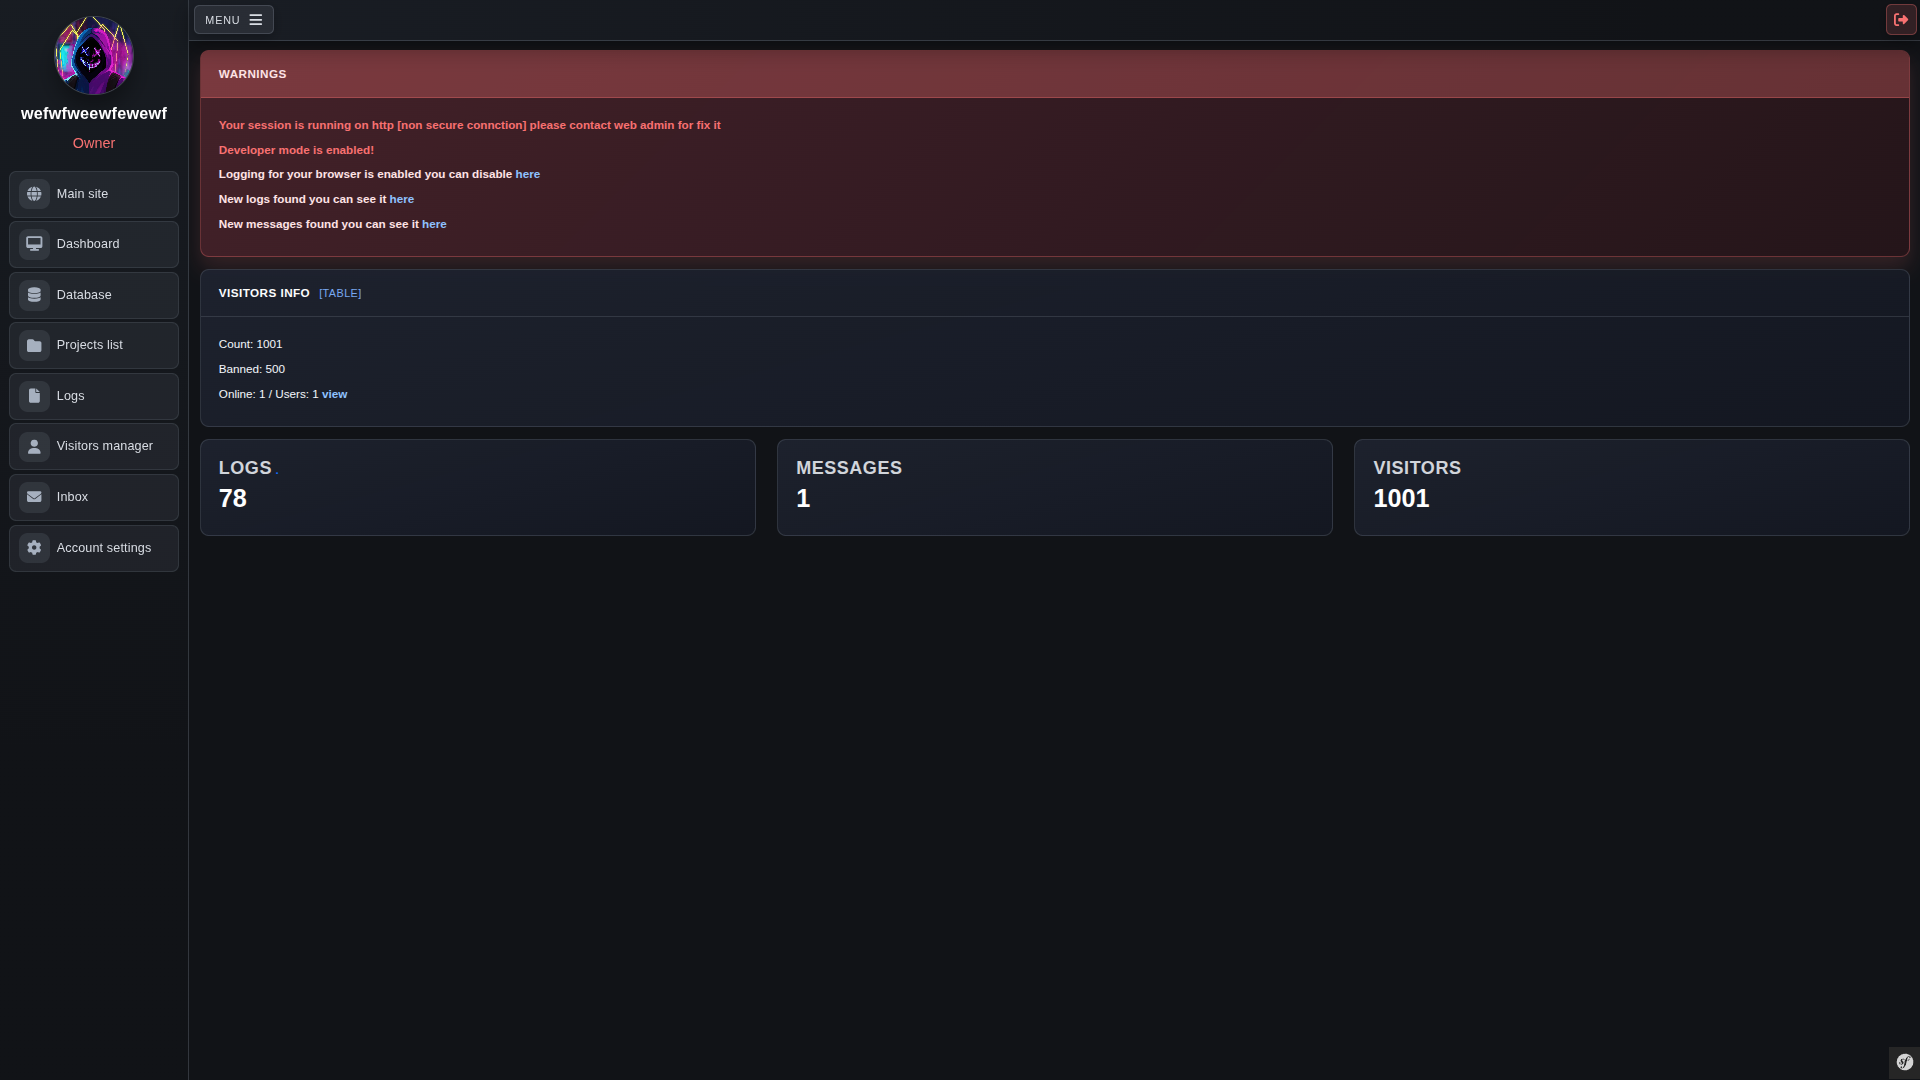 MENU
wefwfweewfewewf
Owner
Main site
Dashboard
Database
Projects list
Logs
Visitors manager
Inbox
Account settings
WARNINGS
Your session is running on http [non secure connction] please contact web admin for fix it
Developer mode is enabled!
Logging for your browser is enabled you can disable here
New logs found you can see it here
New messages found you can see it here
VISITORS INFO [TABLE]
Count: 1001
Banned: 500
Online: 1 / Users: 1 view
LOGS .
78
MESSAGES
1
VISITORS
1001
sf